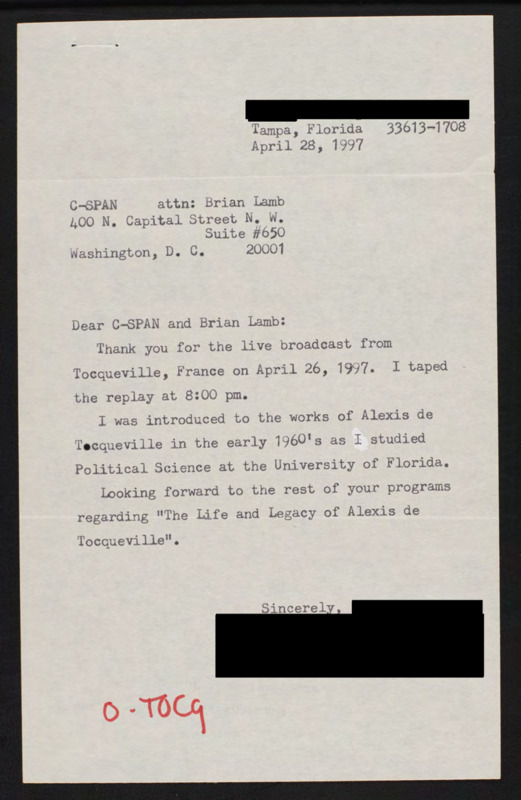 Tampa, Florida 33613-1708
April 28, 1997
C-SPAN attn: Brian Lamb
400 N. Capital Street N. W.
Suite #650
Washington, D. C. 20001
Dear C-SPAN and Brian Lamb:
Thank you for the live broadcast from
Tocqueville, France on April 26, 1997. I taped
the replay at 8:00 pm.
I was introduced to the works of Alexis de
Tocqueville in the early 1960's as I studied
Political Science at the University of Florida.
Looking forward to the rest of your programs
regarding "The Life and Legacy of Alexis de
Tocqueville".
Sincerely,
O-TOCq